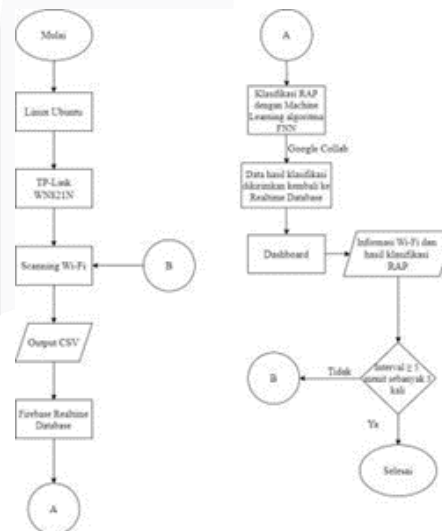 Mulai
Linux Ubuntu
TP-Link
WN821N
Scanning Wi-Fi
B
Output CSV
Firebase Realtime
Database
A
A
Klasifikasi RAP
dengan Machine
Learning algoritma
FNN
Google Collab
Data hasil klasifikasi
dikirimkan kembali ke
Realtime Database
Dashboard
Informasi Wi-Fi dan
hasil klasifikasi
RAP
Interval ≥ 5
menit sebanyak
kali
Tidak
B
Ya
Selesai